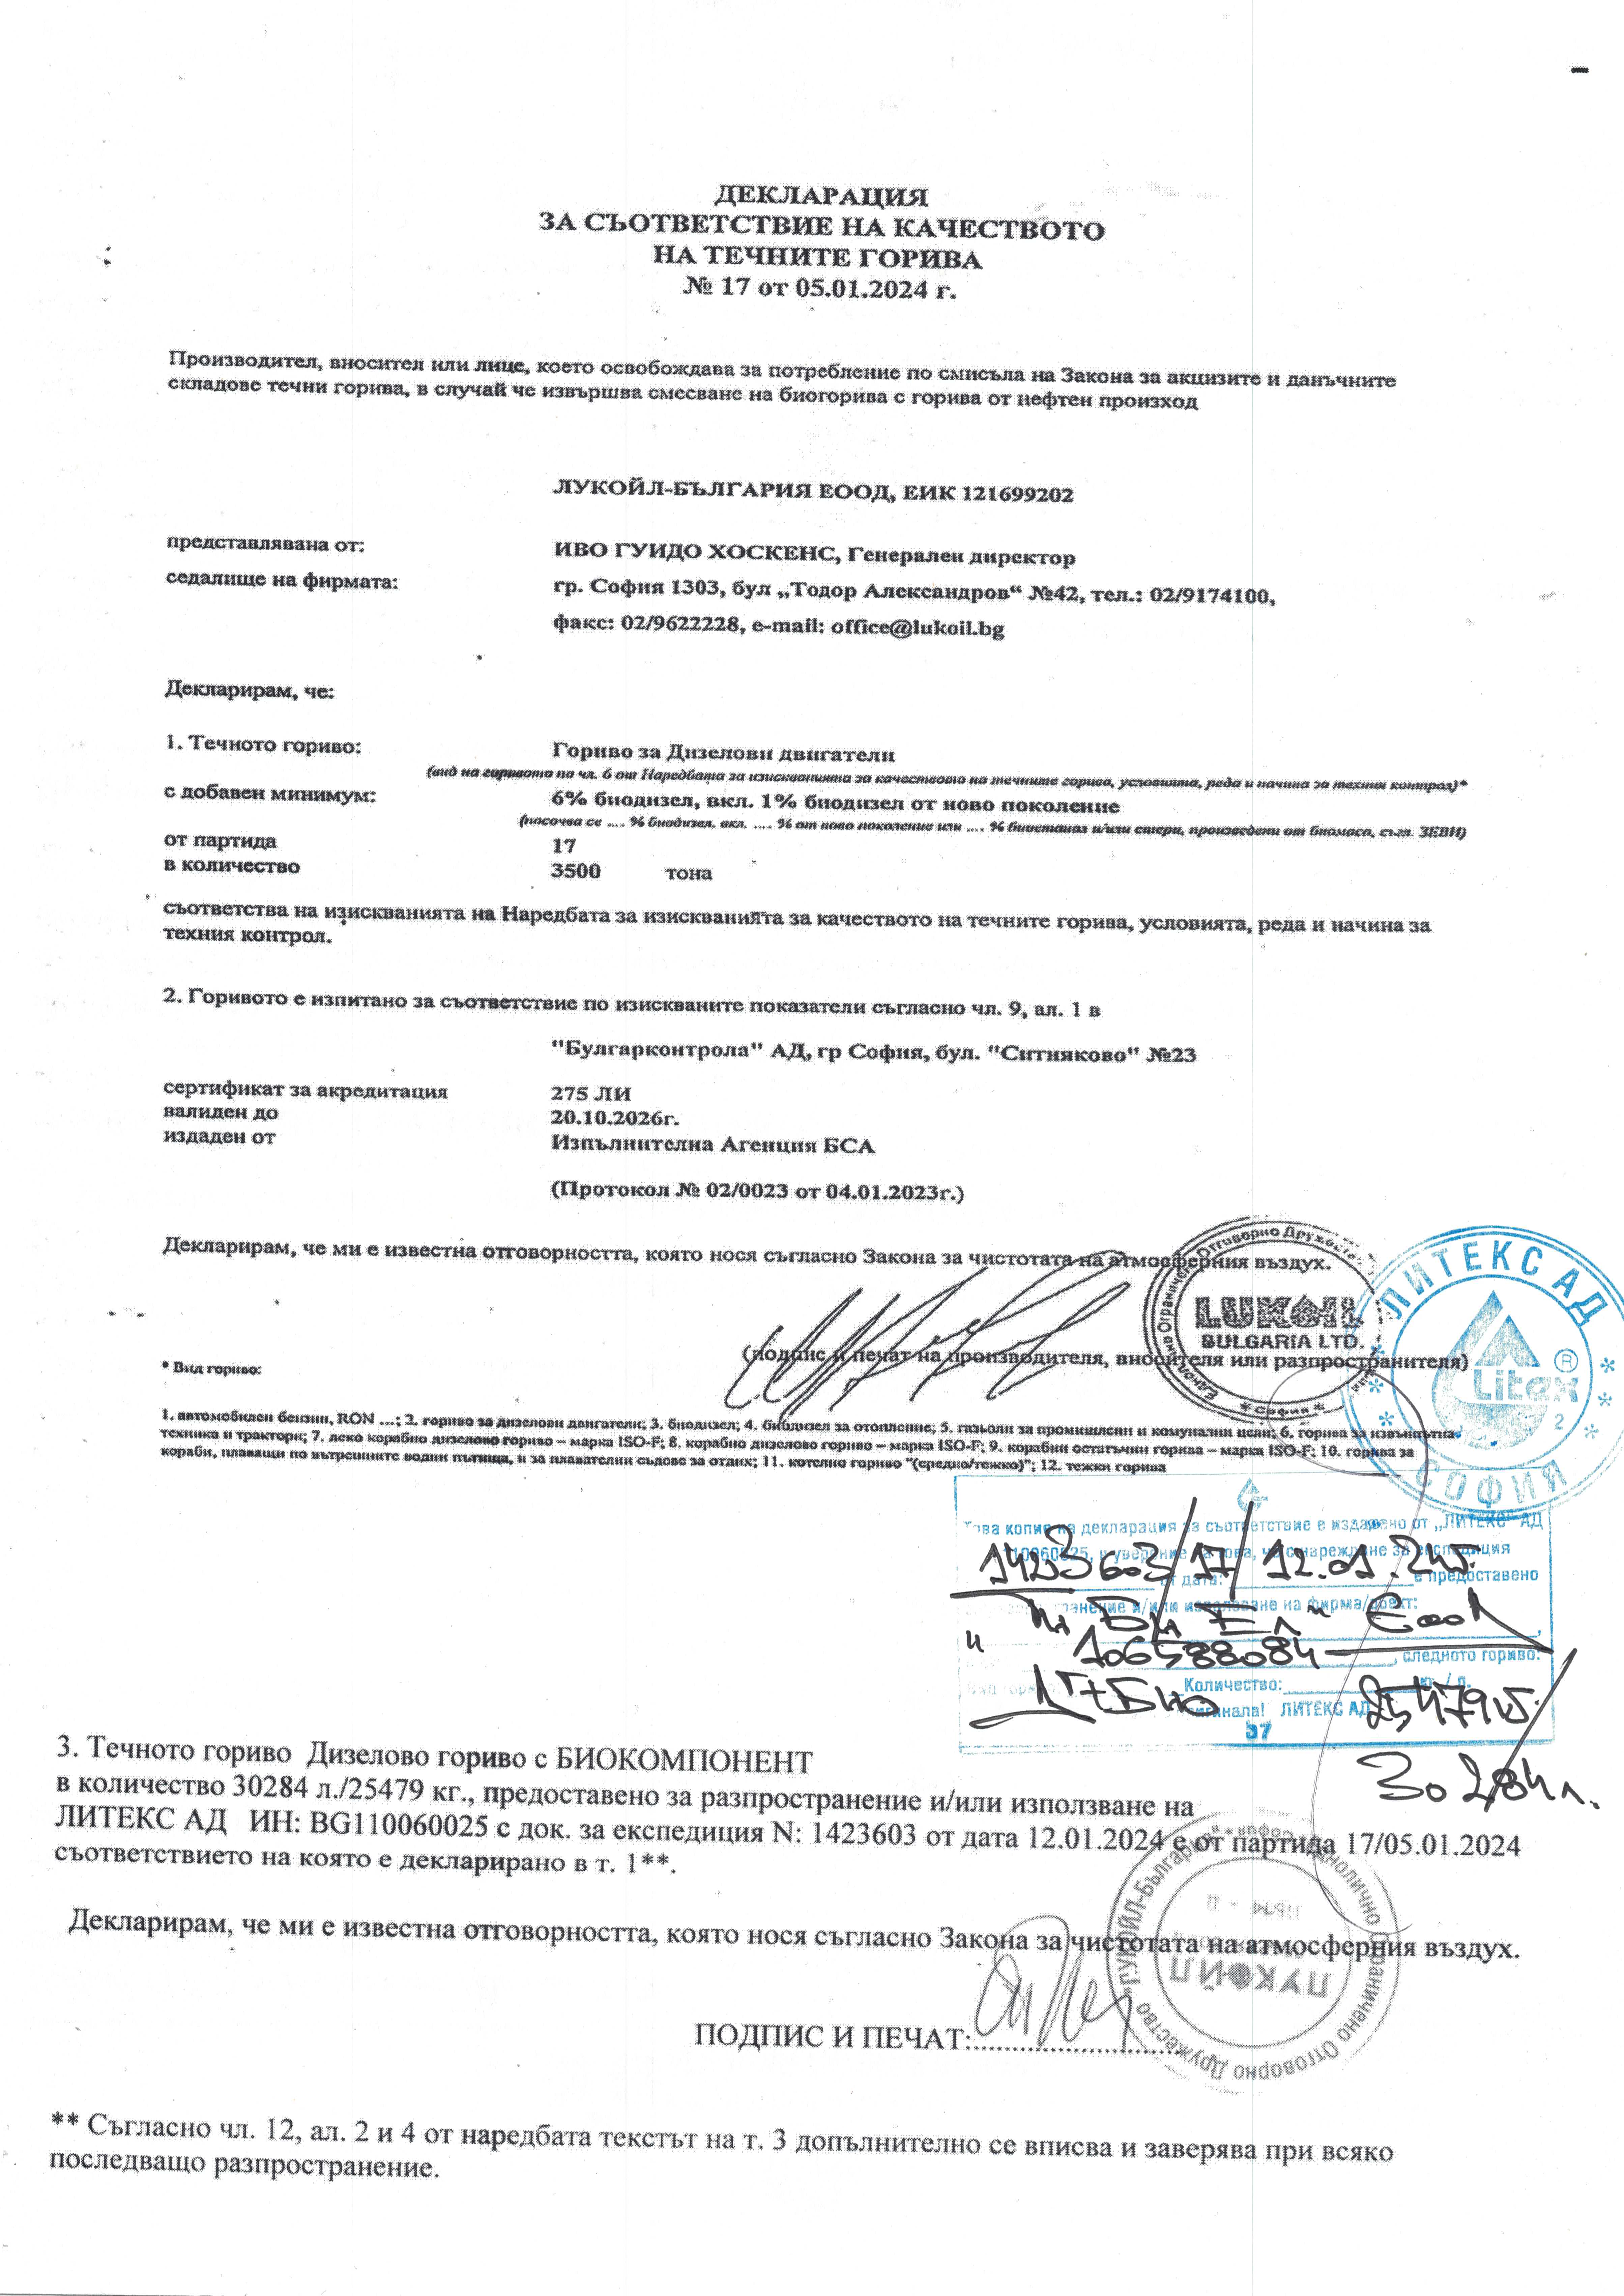 ДЕКЛАРАЦИЯ
ЗА СЪОТВЕТСТВИЕ НА КАЧЕСТВОТО
НА ТЕЧНИТЕ ГОРИВА
№ 17 от 05.01.2024 г.
Производител, вносител или лице, което освобождава за потребление по смисъла на Закона за акцизите и данъчните
складове течни горива, в случай че извършва смесване на биогорива с горива от нефтен произход
ЛУКОЙЛ-БЪЛГАРИЯ ЕООД, ЕИК 121699202
представлявана от: ИВО ГУИДО ХОСКЕНС, Генерален директор
седалище на фирмата: гр. София 1303, бул „Тодор Александров“ №42, тел.: 02/9174100,
факс: 02/9622228, e-mail: office@lukoil.bg
Декларирам, че:
1. Течното гориво: Гориво за Дизелови двигатели
(вид на горивото по чл. 6 от Наредбата за изискванията за качеството на течните горива, условията, реда и начина за техния контрол)*
с добавен минимум: 6% биодизел, вкл. 1% биодизел от ново поколение
(посочва се .... % биодизел, вкл. .... % от ново поколение или .... % биоетанол и/или етери, произведени от биомаса, съгл. ЗЕВИ)
от партида 17
в количество 3500 тона
съответства на изискванията на Наредбата за изискванията за качеството на течните горива, условията, реда и начина за
техния контрол.
2. Горивото е изпитано за съответствие по изискваните показатели съгласно чл. 9, ал. 1 в
"Булгарконтрола" АД, гр София, бул. "Ситняково" №23
сертификат за акредитация 275 ЛИ
валиден до 20.10.2026г.
издаден от Изпълнителна Агенция БСА
(Протокол № 02/0023 от 04.01.2023г.)
Декларирам, че ми е известна отговорността, която нося съгласно Закона за чистотата на атмосферния въздух.
LUKOIL
BULGARIA LTD.
София
ЛИТЕКС АД
Litex ®
2
СОФИЯ
(подпис и печат на производителя, вносителя или разпространителя)
* Вид гориво:
1. автомобилен бензин, RON ...; 2. гориво за дизелови двигатели; 3. биодизел; 4. биодизел за отопление; 5. газьоли за промишлени и комунални цели; 6. горива за извънпътна
техника и трактори; 7. леко корабно дизелово гориво – марка ISO-F; 8. корабно дизелово гориво – марка ISO-F; 9. корабни остатъчни горива – марка ISO-F; 10. горива за
кораби, плаващи по вътрешните водни пътища, и за плавателни съдове за отдих; 11. котелно гориво "(средно/тежко)"; 12. тежки горива
копие на декларация за съответствие е издадено от „ЛИТЕКС“ АД
1423603/17/12.01.24г.
от дата: е предоставено
на фирма/обект:
ЕООД
106588084
, следното гориво:
Количество:
ЛИТЕКС АД
37
25479
30284л.
3. Течното гориво Дизелово гориво с БИОКОМПОНЕНТ
в количество 30284 л./25479 кг., предоставено за разпространение и/или използване на
ЛИТЕКС АД ИН: BG110060025 с док. за експедиция N: 1423603 от дата 12.01.2024 е от партида 17/05.01.2024
съответствието на която е декларирано в т. 1**.
Декларирам, че ми е известна отговорността, която нося съгласно Закона за чистотата на атмосферния въздух.
ЛУКОЙЛ
ПОДПИС И ПЕЧАТ:..........................
** Съгласно чл. 12, ал. 2 и 4 от наредбата текстът на т. 3 допълнително се вписва и заверява при всяко
последващо разпространение.